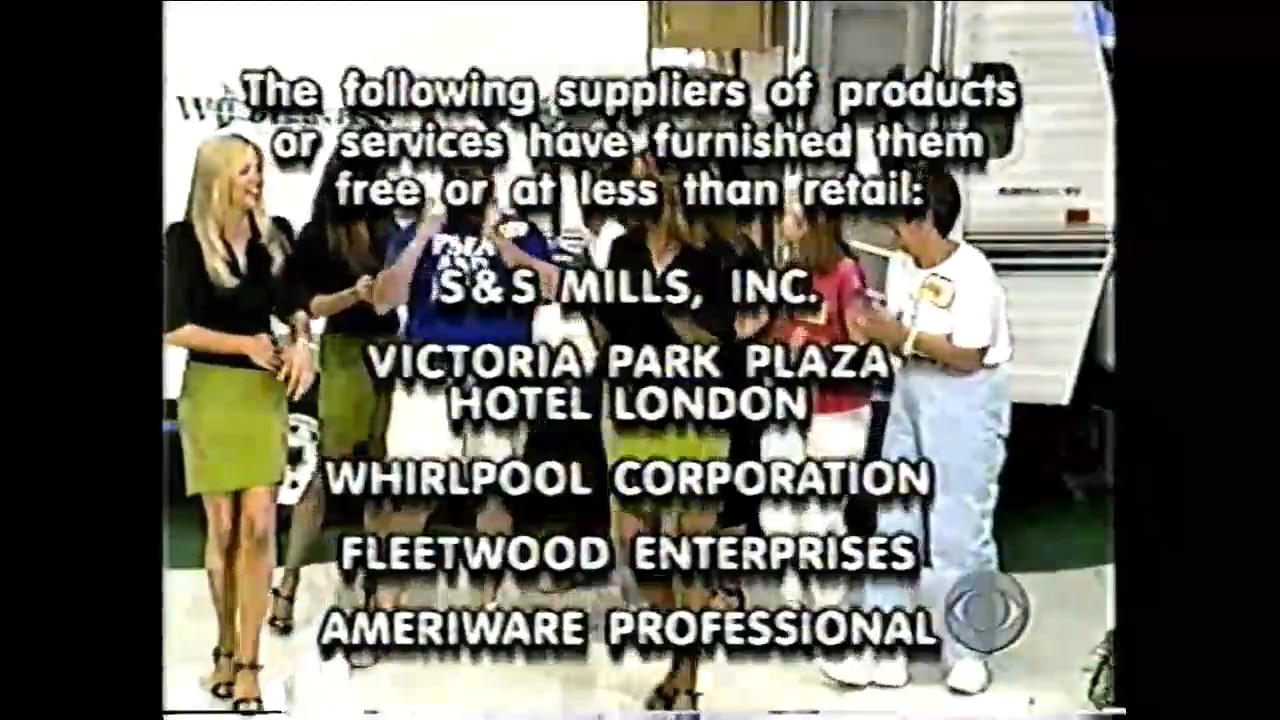 The following suppliers of products
or services have furnished them
free or at less than retail:
S&S MILLS, INC.
VICTORIA PARK PLAZA
HOTEL LONDON
WHIRLPOOL CORPORATION
FLEETWOOD ENTERPRISES
AMERIWARE PROFESSIONAL